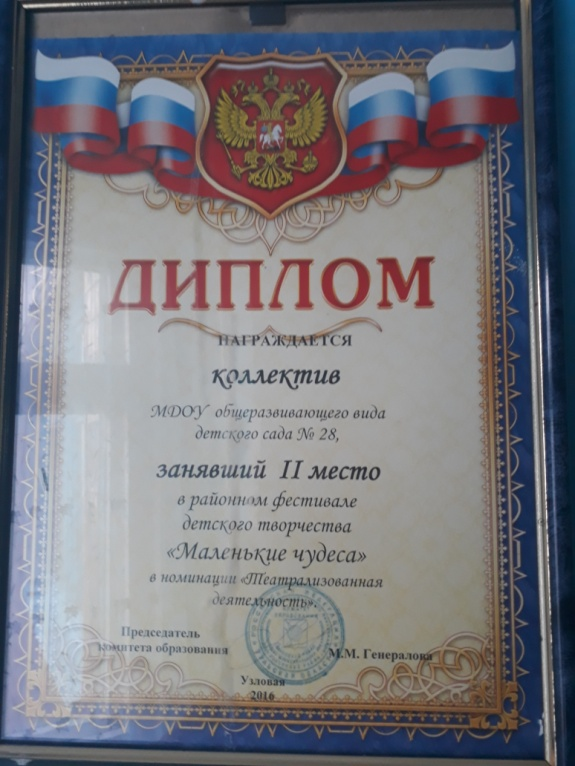 ДИПЛОМ
НАГРАЖДАЕТСЯ
коллектив
МДОУ общеразвивающего вида
детского сада № 28,
занявший II место
в районном фестивале
детского творчества
«Маленькие чудеса»
в номинации «Театрализованная
деятельность».
Председатель
комитета образования
М.М. Генералова
Узловая
2016